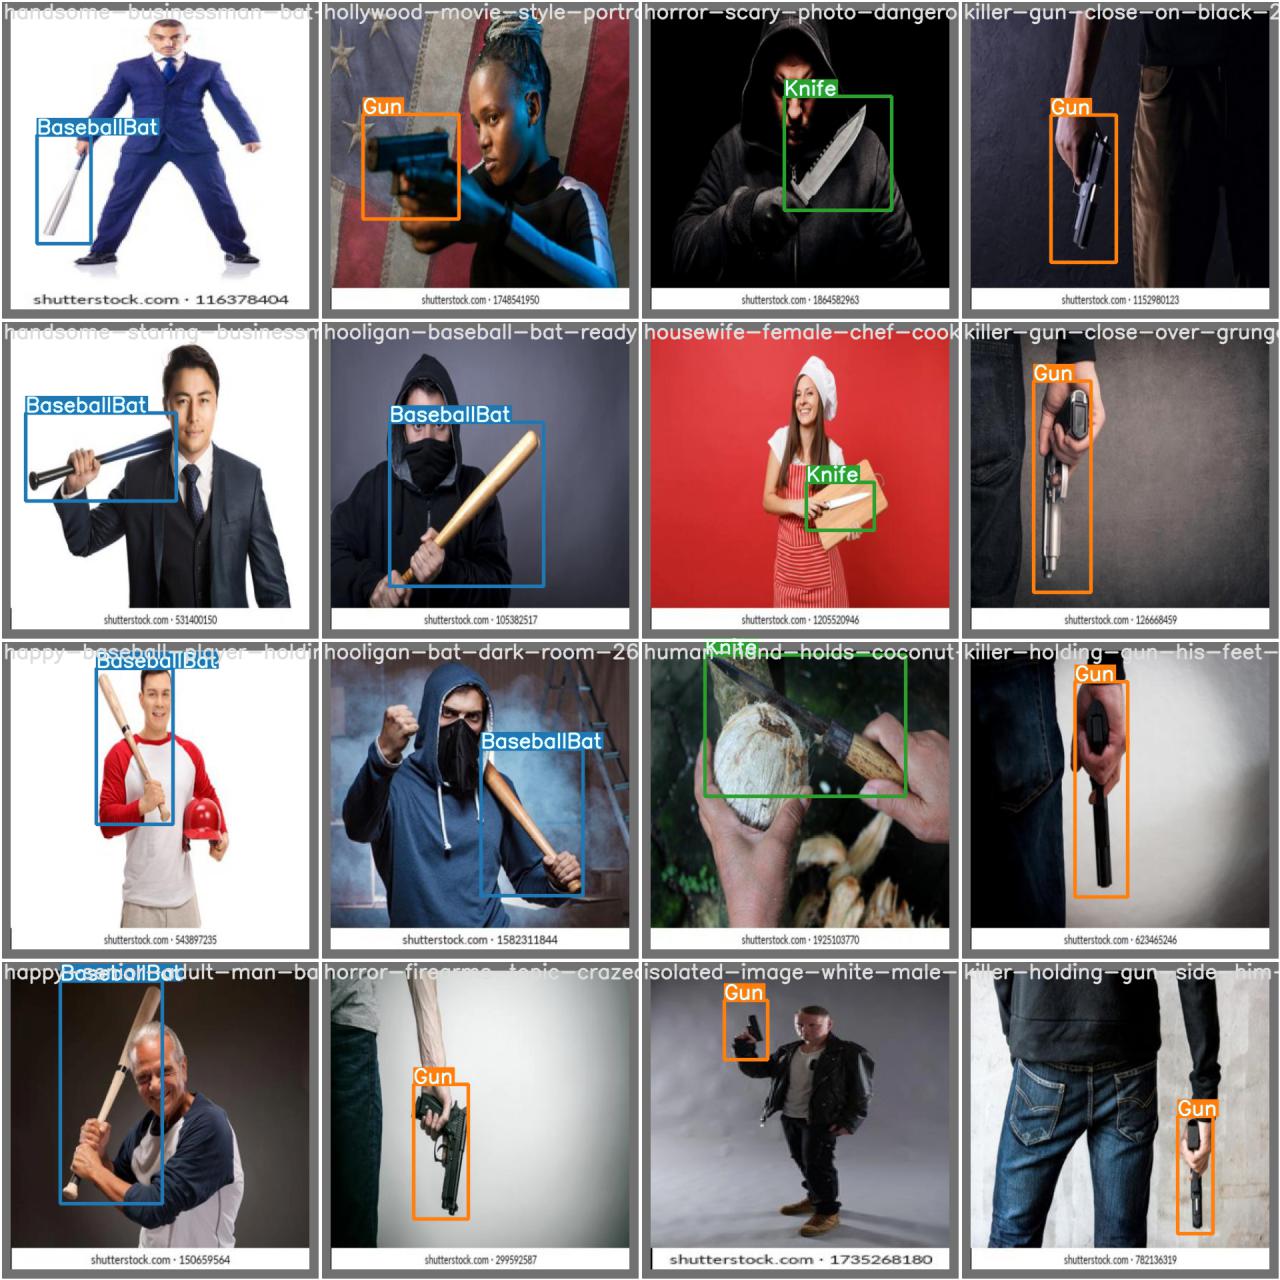 handsome-businessman-bat-
BaseballBat
shutterstock.com · 116378404
hollywood-movie-style-portra
Gun
shutterstock.com · 1748541950
horror-scary-photo-dangero
Knife
shutterstock.com · 1864582963
killer-gun-close-on-black-2
Gun
shutterstock.com · 1152980123
handsome-staring-businessm
BaseballBat
shutterstock.com · 531400150
hooligan-baseball-bat-ready
BaseballBat
shutterstock.com · 105382517
housewife-female-chef-cook
Knife
shutterstock.com · 1205520946
killer-gun-close-over-grunge
Gun
shutterstock.com · 126668459
happy-baseball-player-holdin
BaseballBat
shutterstock.com · 543897235
hooligan-bat-dark-room-26
BaseballBat
shutterstock.com · 1582311844
human-hand-holds-coconut-
Knife
shutterstock.com · 1925103770
killer-holding-gun-his-feet-
Gun
shutterstock.com · 623465246
happy-senior-adult-man-ba
BaseballBat
shutterstock.com · 150659564
horror-firearms-topic-crazed
Gun
shutterstock.com · 299592587
isolated-image-white-male-
Gun
shutterstock.com · 1735268180
killer-holding-gun-side-him-
Gun
shutterstock.com · 782136319